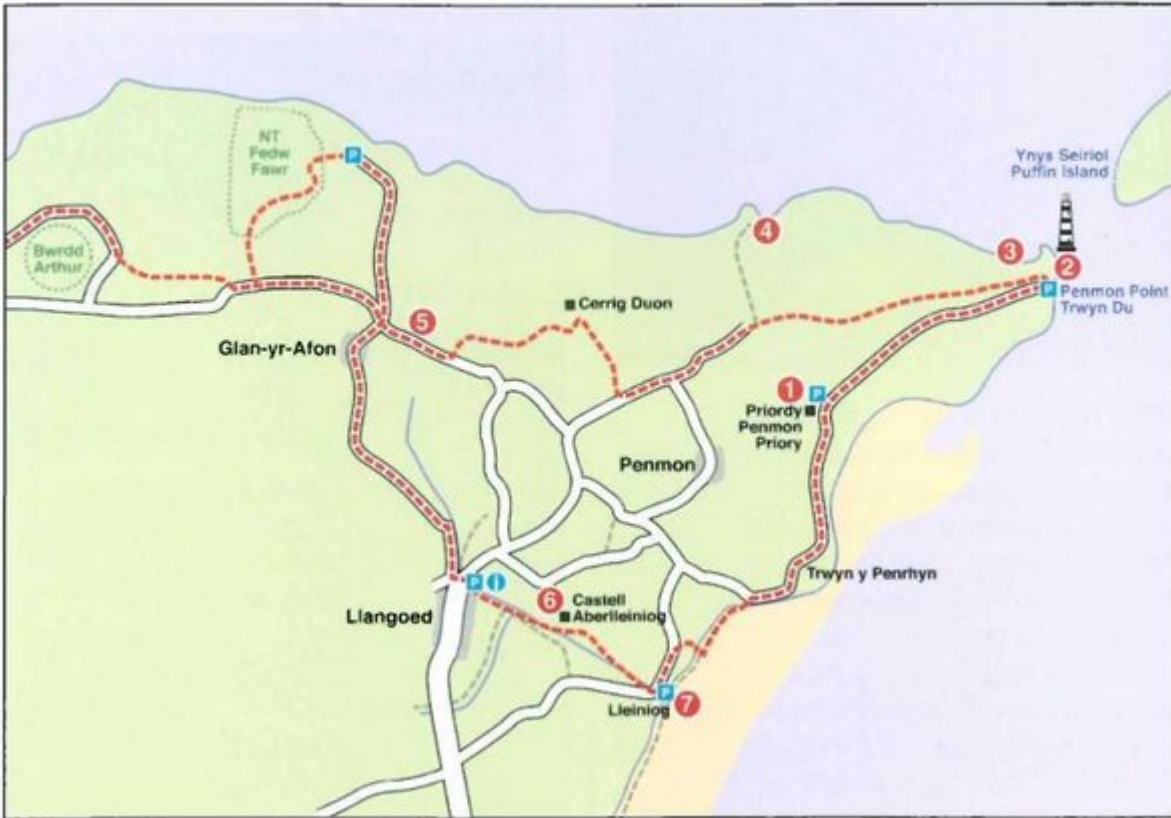 NT
Fedw
Fawr
P
Ynys Seiriol
Puffin Island
4
3
2
Bwrdd
Arthur
P
Penmon Point
Trwyn Du
Cerrig Duon
5
Glan-yr-Afon
1
P
Priordy
Penmon
Priory
Penmon
Trwyn y Penrhyn
P i
6
Castell
Aberlleiniog
Llangoed
P
7
Lleiniog